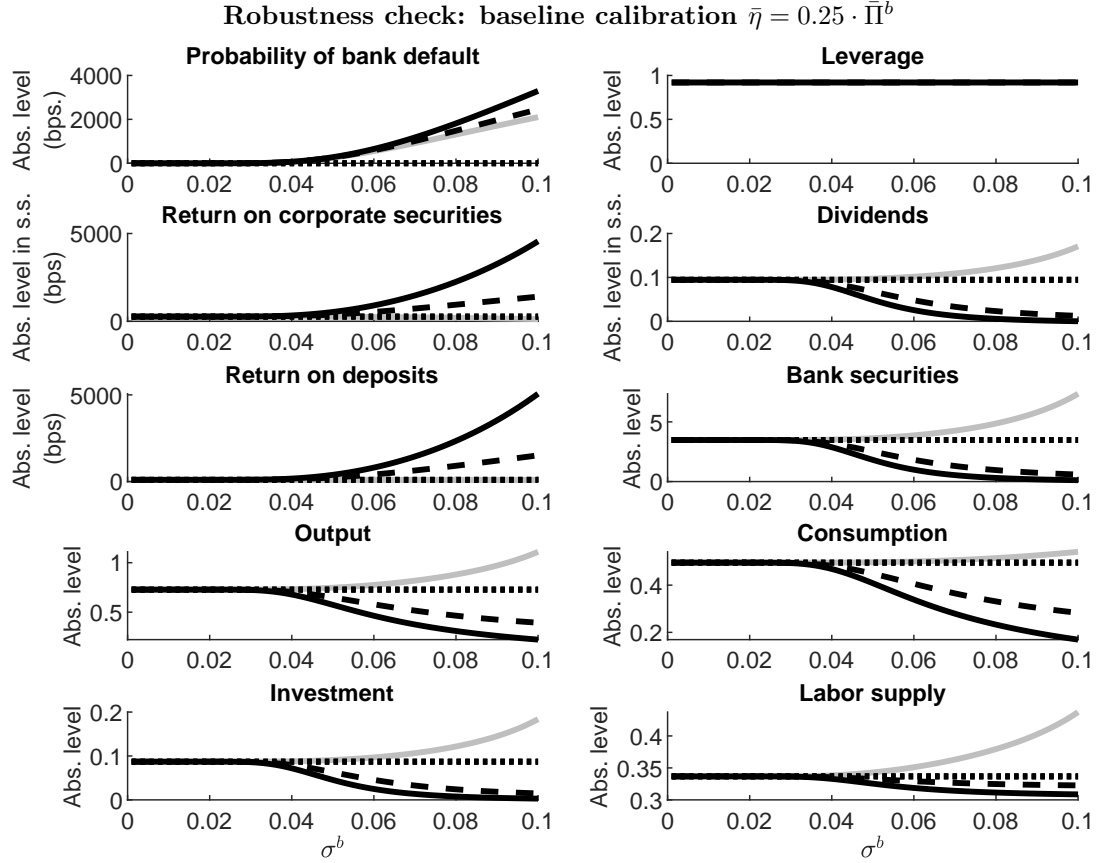 Robustness check: baseline calibration η̄ = 0.25 · Π̄ᵇ
Probability of bank default
Abs. level
(bps.)
4000
2000
0
0 0.02 0.04 0.06 0.08 0.1
Leverage
Abs. level
1
0.5
0
0 0.02 0.04 0.06 0.08 0.1
Return on corporate securities
Abs. level in s.s.
(bps)
5000
0
0 0.02 0.04 0.06 0.08 0.1
Dividends
Abs. level in s.s.
0.2
0.1
0
0 0.02 0.04 0.06 0.08 0.1
Return on deposits
Abs. level
(bps)
5000
0
0 0.02 0.04 0.06 0.08 0.1
Bank securities
Abs. level
5
0
0 0.02 0.04 0.06 0.08 0.1
Output
Abs. level
1
0.5
0 0.02 0.04 0.06 0.08 0.1
Consumption
Abs. level
0.4
0.2
0 0.02 0.04 0.06 0.08 0.1
Investment
Abs. level
0.2
0.1
0
0 0.02 0.04 0.06 0.08 0.1
σᵇ
Labor supply
Abs. level
0.4
0.35
0.3
0 0.02 0.04 0.06 0.08 0.1
σᵇ